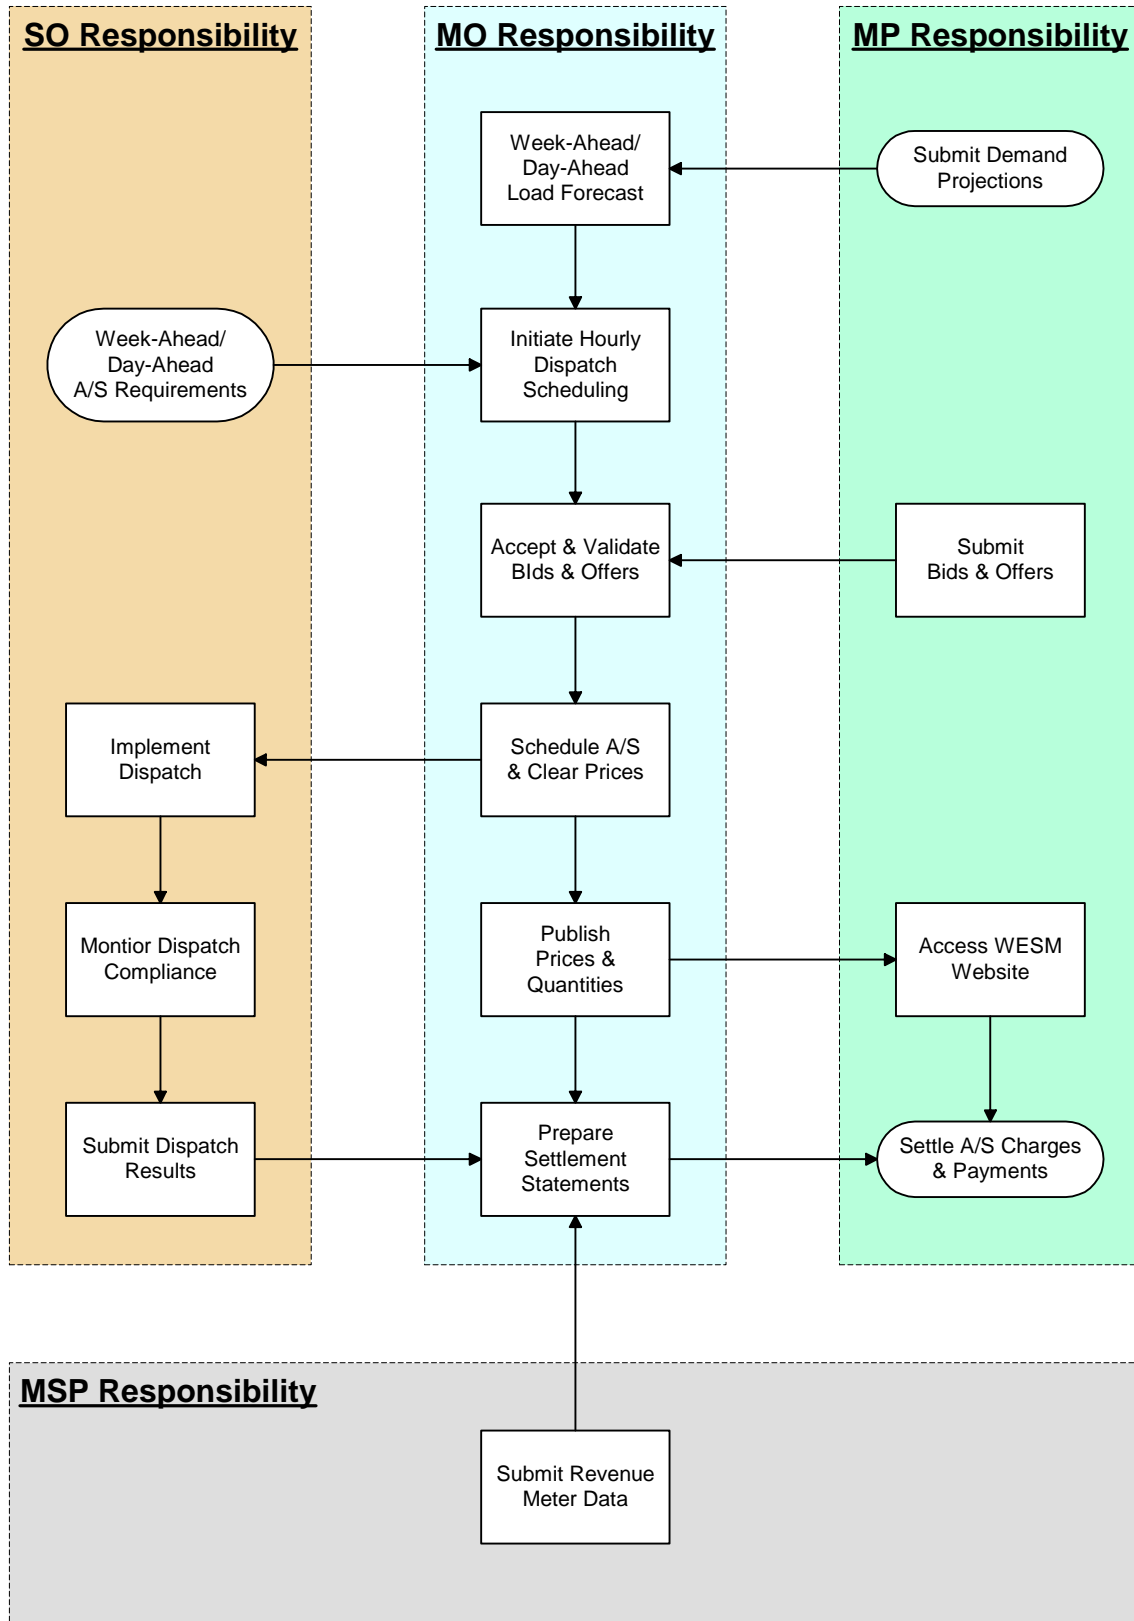 SO Responsibility
MO Responsibility
MP Responsibility
Week-Ahead/
Day-Ahead
Load Forecast
Submit Demand
Projections
Week-Ahead/
Day-Ahead
A/S Requirements
Initiate Hourly
Dispatch
Scheduling
Accept & Validate
BIds & Offers
Submit
Bids & Offers
Implement
Dispatch
Schedule A/S
& Clear Prices
Montior Dispatch
Compliance
Publish
Prices &
Quantities
Access WESM
Website
Submit Dispatch
Results
Prepare
Settlement
Statements
Settle A/S Charges
& Payments
MSP Responsibility
Submit Revenue
Meter Data